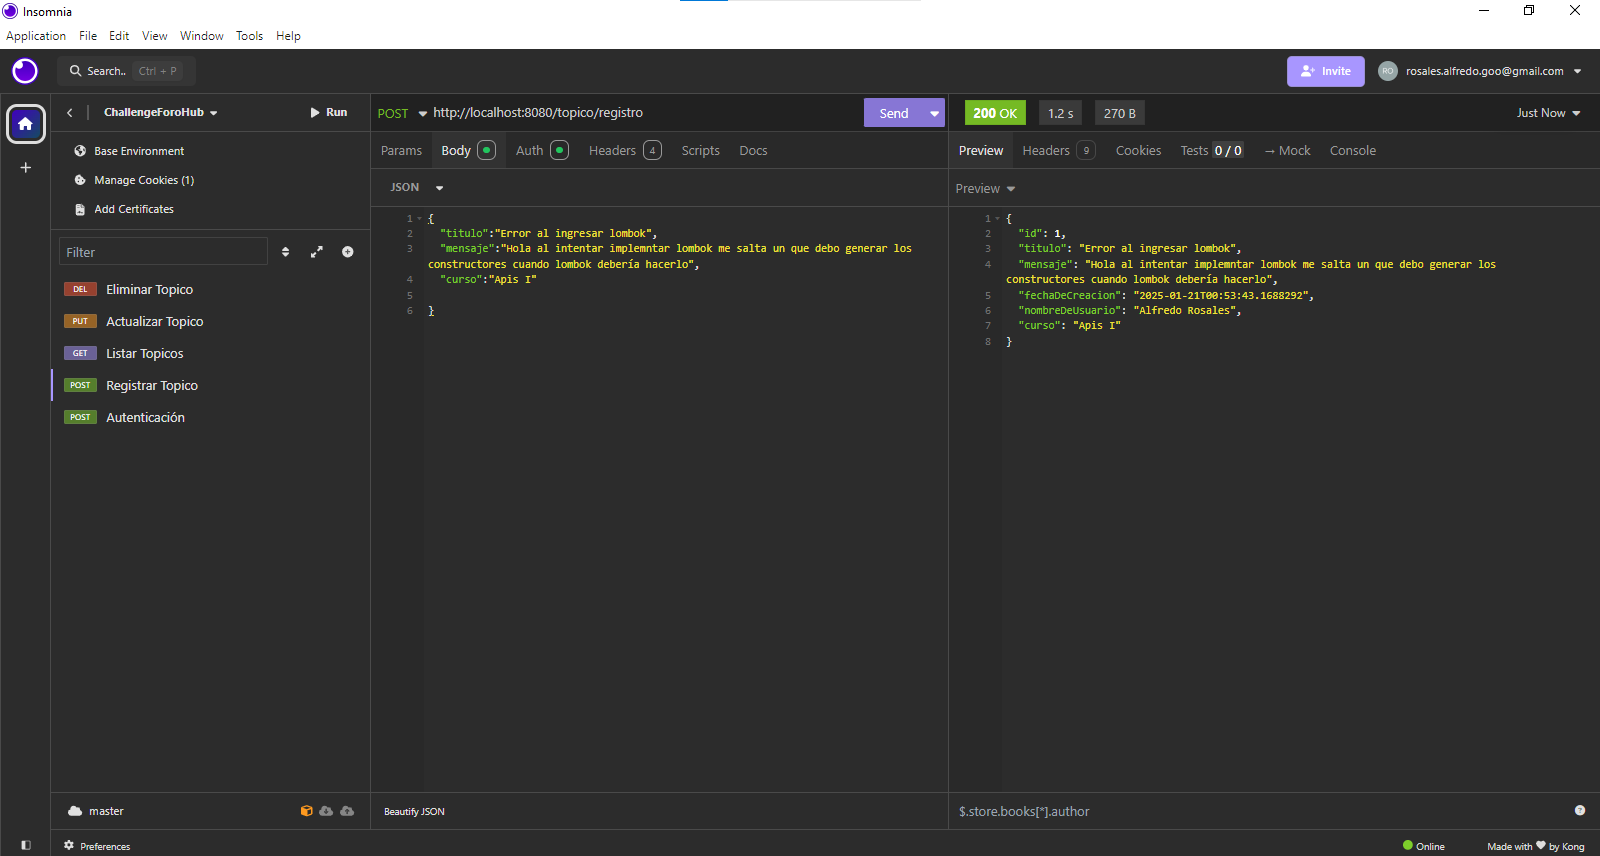 Insomnia
Application File Edit View Window Tools Help
Search.. Ctrl + P
Invite
RO rosales.alfredo.goo@gmail.com
ChallengeForoHub
Run
Base Environment
Manage Cookies (1)
Add Certificates
Filter
DEL Eliminar Topico
PUT Actualizar Topico
GET Listar Topicos
POST Registrar Topico
POST Autenticación
master
Preferences
POST http://localhost:8080/topico/registro
Send
Params Body Auth Headers 4 Scripts Docs
JSON
1 {
2 "titulo":"Error al ingresar lombok",
3 "mensaje":"Hola al intentar implemntar lombok me salta un que debo generar los
constructores cuando lombok debería hacerlo",
4 "curso":"Apis I"
5
6 }
Beautify JSON
200 OK 1.2 s 270 B
Just Now
Preview Headers 9 Cookies Tests 0 / 0 → Mock Console
Preview
1 {
2 "id": 1,
3 "titulo": "Error al ingresar lombok",
4 "mensaje": "Hola al intentar implemntar lombok me salta un que debo generar los
constructores cuando lombok debería hacerlo",
5 "fechaDeCreacion": "2025-01-21T00:53:43.1688292",
6 "nombreDeUsuario": "Alfredo Rosales",
7 "curso": "Apis I"
8 }
$.store.books[*].author
Online
Made with ♥ by Kong